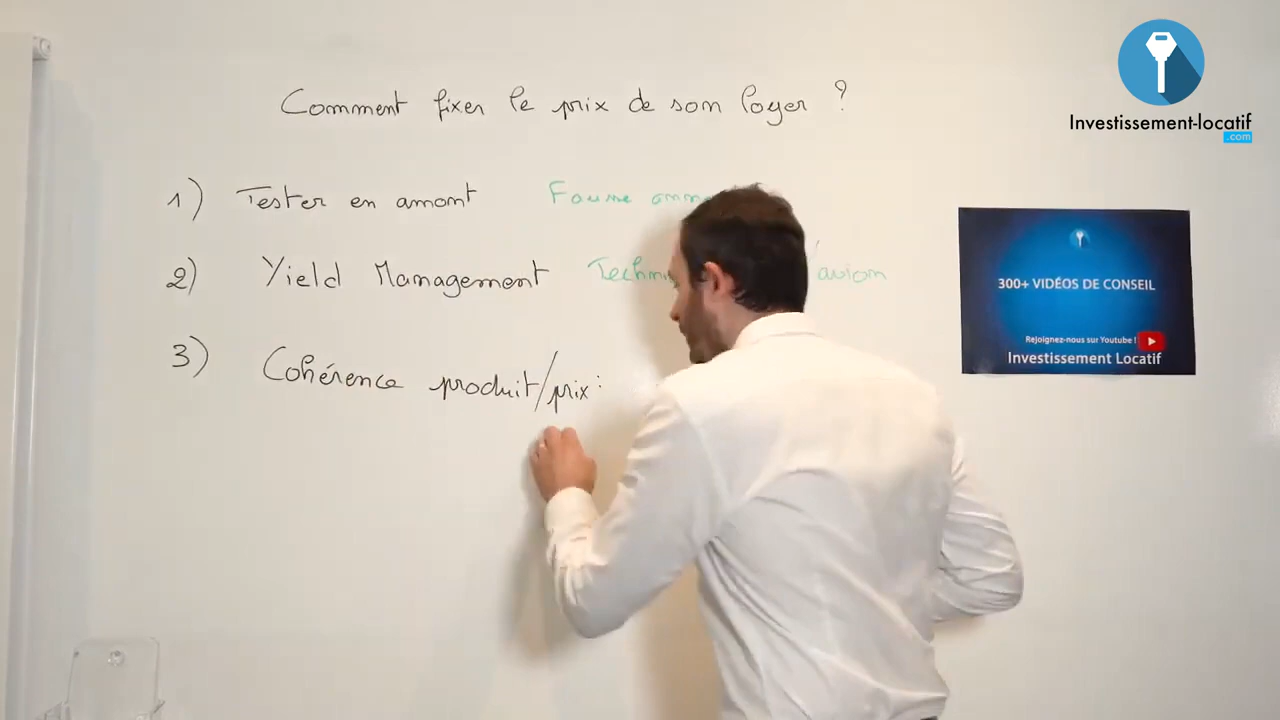 Investissement-locatif
.com
Comment fixer le prix de son loyer ?
1) Tester en amont
2) Yield Management l'avion
3) Cohérence produit/prix:
300+ VIDÉOS DE CONSEIL
Rejoignez-nous sur Youtube !
Investissement Locatif